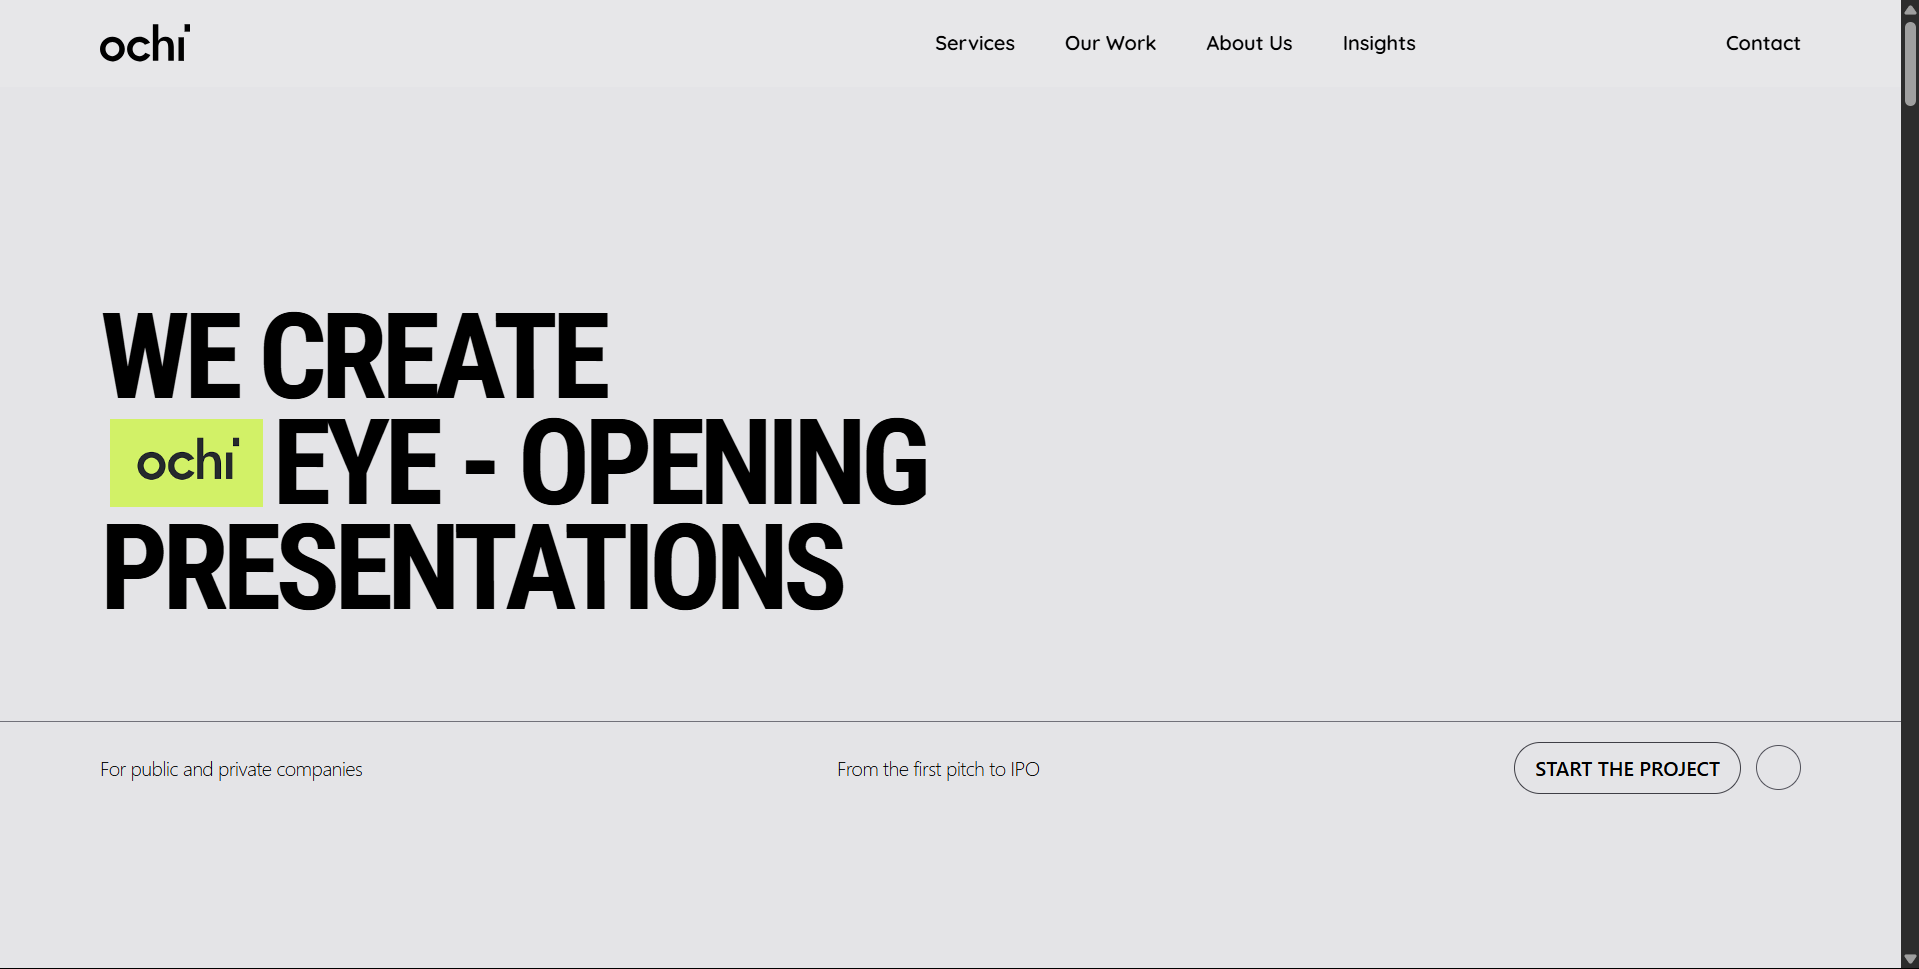 ochi
Services Our Work About Us Insights Contact
WE CREATE
ochi EYE - OPENING
PRESENTATIONS
For public and private companies From the first pitch to IPO START THE PROJECT